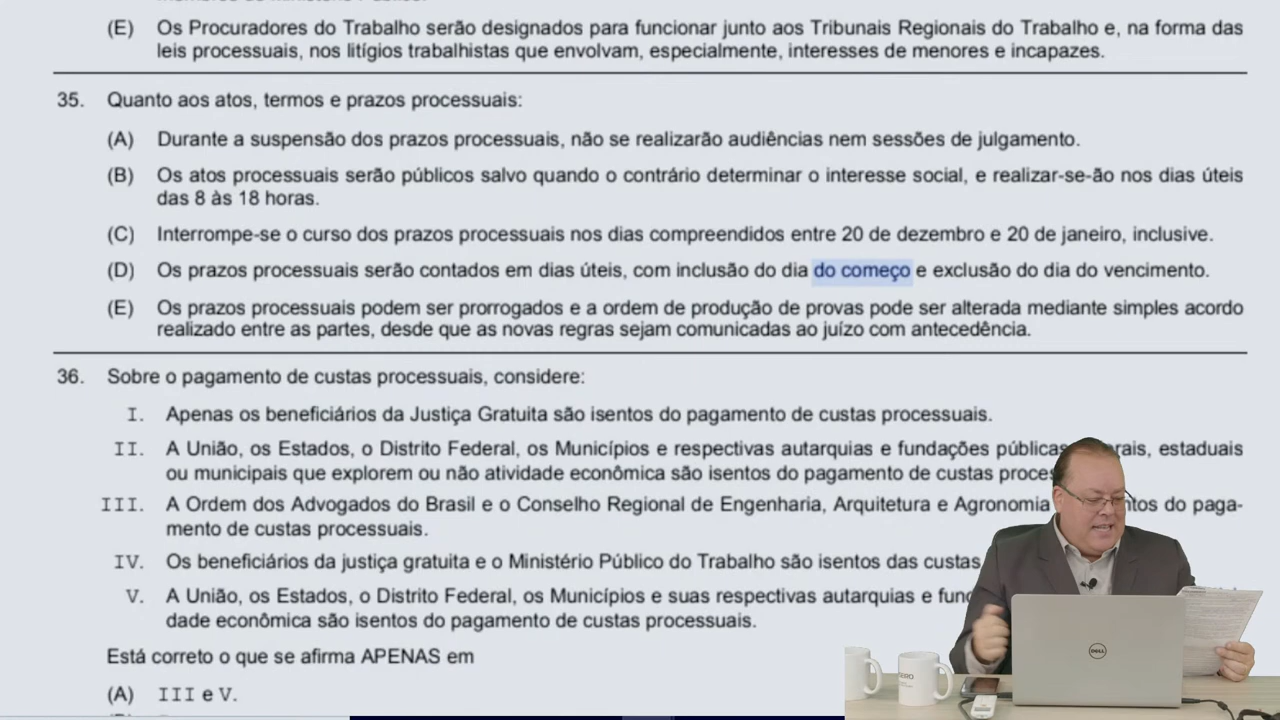 (E) Os Procuradores do Trabalho serão designados para funcionar junto aos Tribunais Regionais do Trabalho e, na forma das
leis processuais, nos litígios trabalhistas que envolvam, especialmente, interesses de menores e incapazes.
35. Quanto aos atos, termos e prazos processuais:
(A) Durante a suspensão dos prazos processuais, não se realizarão audiências nem sessões de julgamento.
(B) Os atos processuais serão públicos salvo quando o contrário determinar o interesse social, e realizar-se-ão nos dias úteis
das 8 às 18 horas.
(C) Interrompe-se o curso dos prazos processuais nos dias compreendidos entre 20 de dezembro e 20 de janeiro, inclusive.
(D) Os prazos processuais serão contados em dias úteis, com inclusão do dia do começo e exclusão do dia do vencimento.
(E) Os prazos processuais podem ser prorrogados e a ordem de produção de provas pode ser alterada mediante simples acordo
realizado entre as partes, desde que as novas regras sejam comunicadas ao juízo com antecedência.
36. Sobre o pagamento de custas processuais, considere:
I. Apenas os beneficiários da Justiça Gratuita são isentos do pagamento de custas processuais.
II. A União, os Estados, o Distrito Federal, os Municípios e respectivas autarquias e fundações públicas estaduais
ou municipais que explorem ou não atividade econômica são isentos do pagamento de custas
III. A Ordem dos Advogados do Brasil e o Conselho Regional de Engenharia, Arquitetura e Agronomia do paga-
mento de custas processuais.
IV. Os beneficiários da justiça gratuita e o Ministério Público do Trabalho são isentos das custas
V. A União, os Estados, o Distrito Federal, os Municípios e suas respectivas autarquias e
dade econômica são isentos do pagamento de custas processuais.
Está correto o que se afirma APENAS em
(A) III e V.
DELL